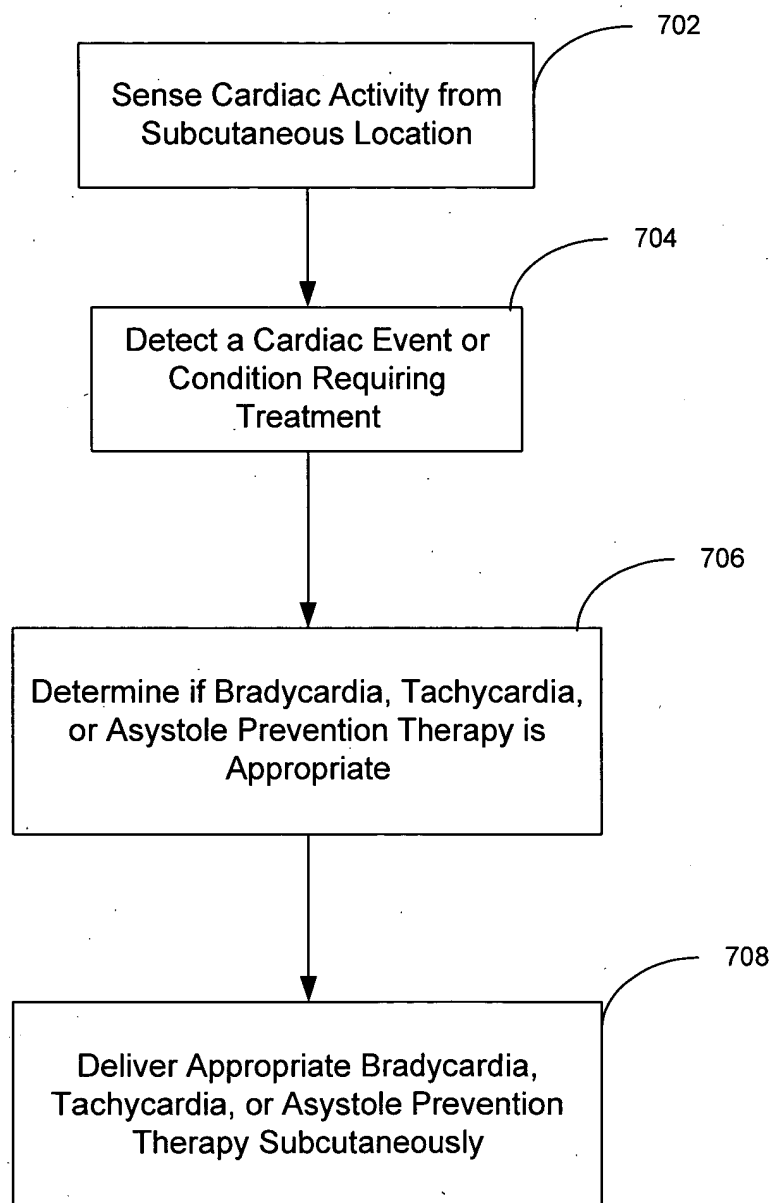 702
Sense Cardiac Activity from
Subcutaneous Location
704
Detect a Cardiac Event or
Condition Requiring
Treatment
706
Determine if Bradycardia, Tachycardia,
or Asystole Prevention Therapy is
Appropriate
708
Deliver Appropriate Bradycardia,
Tachycardia, or Asystole Prevention
Therapy Subcutaneously